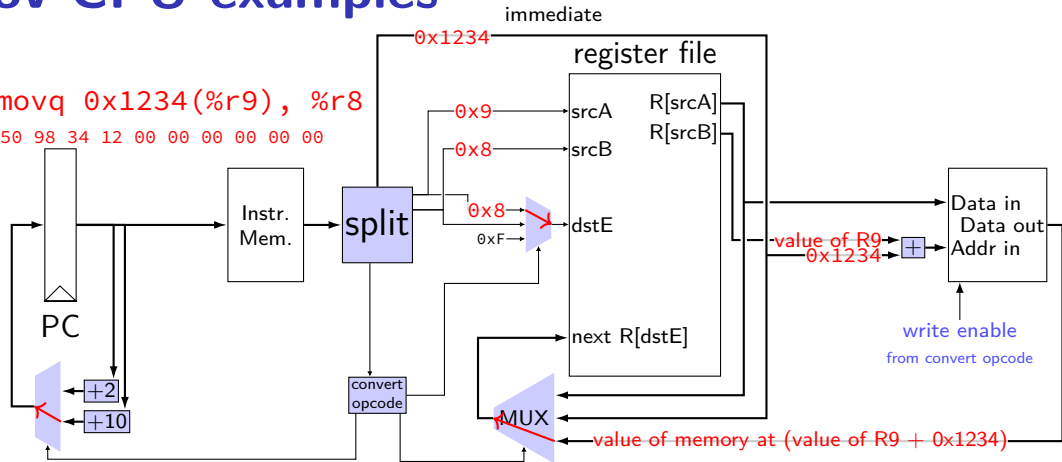 immediate
0x1234
register file
movq 0x1234(%r9), %r8
50 98 34 12 00 00 00 00 00 00
0x9
srcA
R[srcA]
R[srcB]
0x8
srcB
Instr.
Mem.
split
0x8
dstE
0xF
Data in
Data out
Addr in
value of R9
0x1234
+
PC
next R[dstE]
write enable
from convert opcode
+2
+10
convert
opcode
MUX
value of memory at (value of R9 + 0x1234)